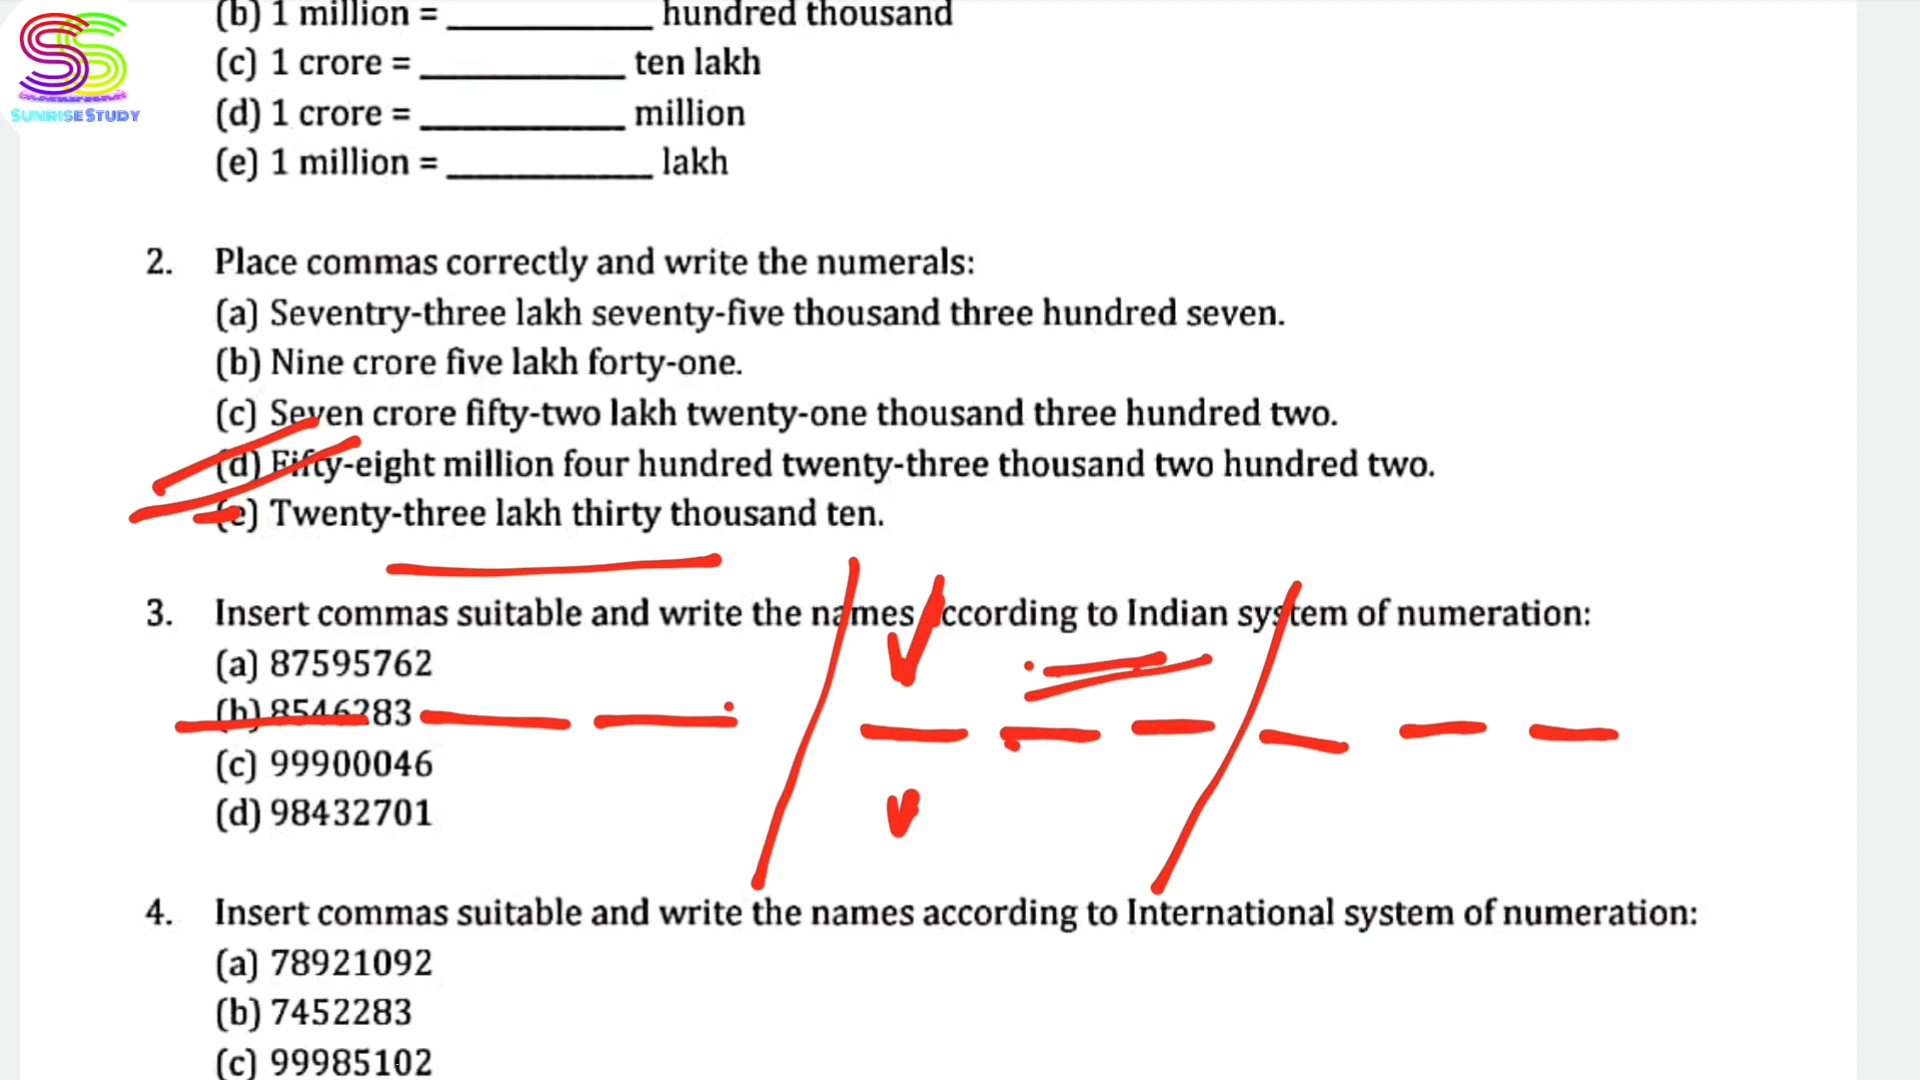 SUNRISE STUDY
(b) 1 million = __________ hundred thousand
(c) 1 crore = __________ ten lakh
(d) 1 crore = __________ million
(e) 1 million = __________ lakh
2. Place commas correctly and write the numerals:
(a) Seventry-three lakh seventy-five thousand three hundred seven.
(b) Nine crore five lakh forty-one.
(c) Seven crore fifty-two lakh twenty-one thousand three hundred two.
(d) Fifty-eight million four hundred twenty-three thousand two hundred two.
(e) Twenty-three lakh thirty thousand ten.
3. Insert commas suitable and write the names according to Indian system of numeration:
(a) 87595762
(b) 8546283
(c) 99900046
(d) 98432701
4. Insert commas suitable and write the names according to International system of numeration:
(a) 78921092
(b) 7452283
(c) 99985102